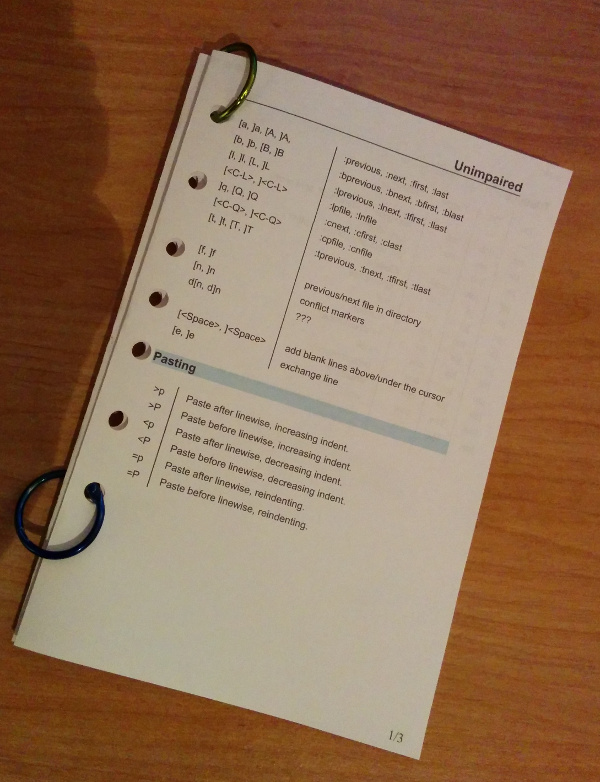 Unimpaired
[a, ]a, [A, ]A, :previous, :next, :first, :last
[b, ]b, [B, ]B :bprevious, :bnext, :bfirst, :blast
[l, ]l, [L, ]L :lprevious, :lnext, :lfirst, :llast
[<C-L>, ]<C-L> :lpfile, :lnfile
]q, [Q, ]Q :cnext, :cfirst, :clast
[<C-Q>, ]<C-Q> :cpfile, :cnfile
[t, ]t, [T, ]T :tprevious, :tnext, :tfirst, :tlast
[f, ]f previous/next file in directory
[n, ]n conflict markers
d[n, d]n ???
[<Space>, ]<Space> add blank lines above/under the cursor
[e, ]e exchange line
Pasting
>p Paste after linewise, increasing indent.
>P Paste before linewise, increasing indent.
<p Paste after linewise, decreasing indent.
<P Paste before linewise, decreasing indent.
=p Paste after linewise, reindenting.
=P Paste before linewise, reindenting.
1/3